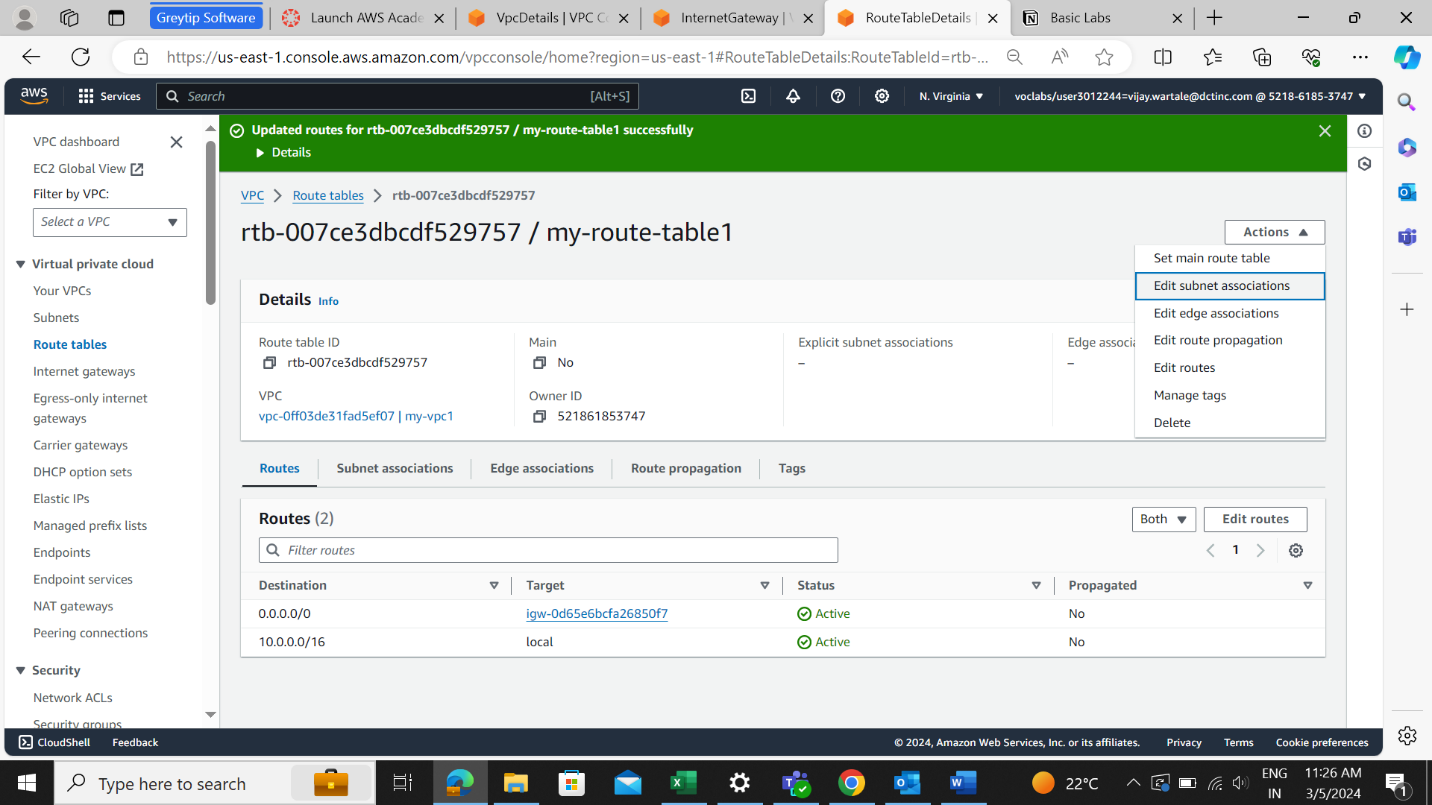 Greytip Software
Launch AWS Acade
VpcDetails | VPC Co
InternetGateway | V
RouteTableDetails |
Basic Labs
https://us-east-1.console.aws.amazon.com/vpcconsole/home?region=us-east-1#RouteTableDetails:RouteTableId=rtb-...
aws
Services
Search
[Alt+S]
N. Virginia
voclabs/user3012244=vijay.wartale@dctinc.com @ 5218-6185-3747
VPC dashboard
EC2 Global View
Filter by VPC:
Select a VPC
Virtual private cloud
Your VPCs
Subnets
Route tables
Internet gateways
Egress-only internet
gateways
Carrier gateways
DHCP option sets
Elastic IPs
Managed prefix lists
Endpoints
Endpoint services
NAT gateways
Peering connections
Security
Network ACLs
Security groups
Updated routes for rtb-007ce3dbcdf529757 / my-route-table1 successfully
Details
VPC
Route tables
rtb-007ce3dbcdf529757
rtb-007ce3dbcdf529757 / my-route-table1
Actions
Set main route table
Edit subnet associations
Edit edge associations
Edit route propagation
Edit routes
Manage tags
Delete
Details Info
Route table ID
rtb-007ce3dbcdf529757
Main
No
Explicit subnet associations
–
Edge associa
–
VPC
vpc-0ff03de31fad5ef07 | my-vpc1
Owner ID
521861853747
Routes
Subnet associations
Edge associations
Route propagation
Tags
Routes (2)
Both
Edit routes
Filter routes
1
Destination Target Status Propagated
0.0.0.0/0 igw-0d65e6bcfa26850f7 Active No
10.0.0.0/16 local Active No
CloudShell
Feedback
© 2024, Amazon Web Services, Inc. or its affiliates.
Privacy
Terms
Cookie preferences
Type here to search
22°C
ENG
IN
11:26 AM
3/5/2024
1